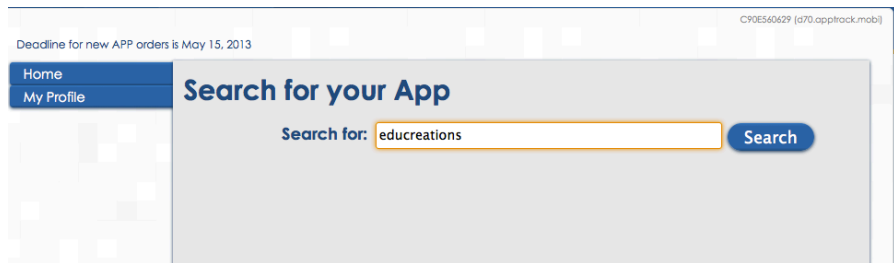 C90E560629 (d70.apptrack.mobi)
Deadline for new APP orders is May 15, 2013
Home
My Profile
Search for your App
Search for: educreations Search